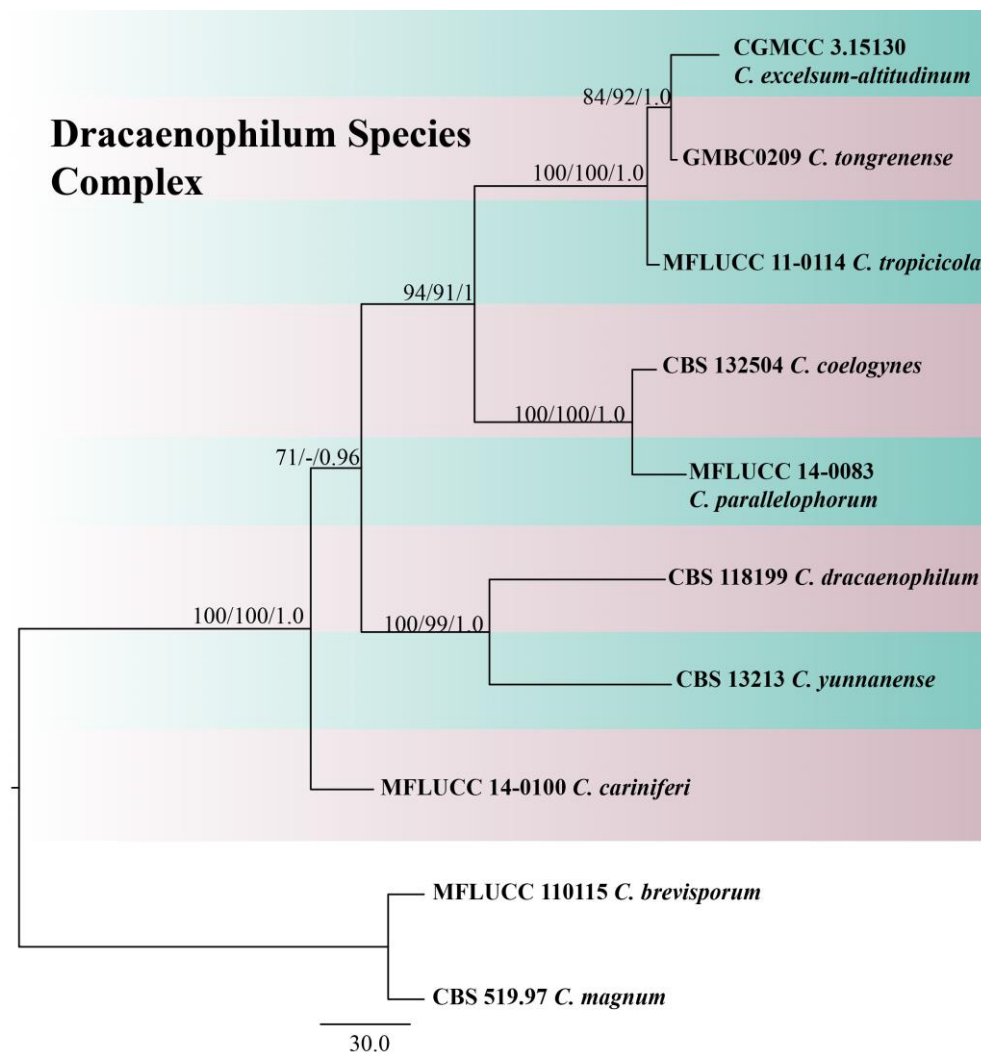 CGMCC 3.15130
C. excelsum-altitudinum
84/92/1.0
Dracaenophilum Species
Complex
GMBC0209 C. tongrenense
100/100/1.0
MFLUCC 11-0114 C. tropicicola
94/91/1
CBS 132504 C. coelogynes
100/100/1.0
71/-/0.96
MFLUCC 14-0083
C. parallelophorum
CBS 118199 C. dracaenophilum
100/100/1.0
100/99/1.0
CBS 13213 C. yunnanense
MFLUCC 14-0100 C. cariniferi
MFLUCC 110115 C. brevisporum
CBS 519.97 C. magnum
30.0